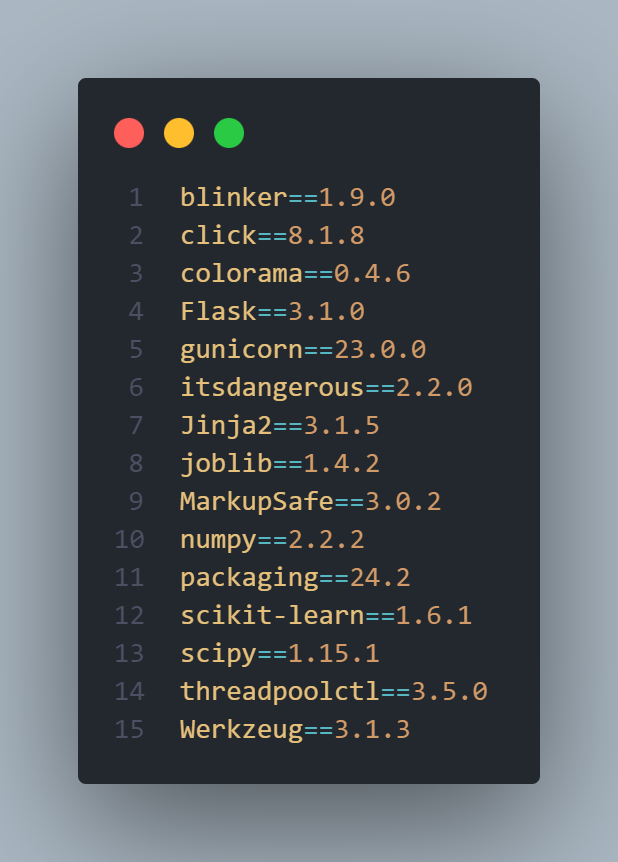 1 blinker==1.9.0
2 click==8.1.8
3 colorama==0.4.6
4 Flask==3.1.0
5 gunicorn==23.0.0
6 itsdangerous==2.2.0
7 Jinja2==3.1.5
8 joblib==1.4.2
9 MarkupSafe==3.0.2
10 numpy==2.2.2
11 packaging==24.2
12 scikit-learn==1.6.1
13 scipy==1.15.1
14 threadpoolctl==3.5.0
15 Werkzeug==3.1.3